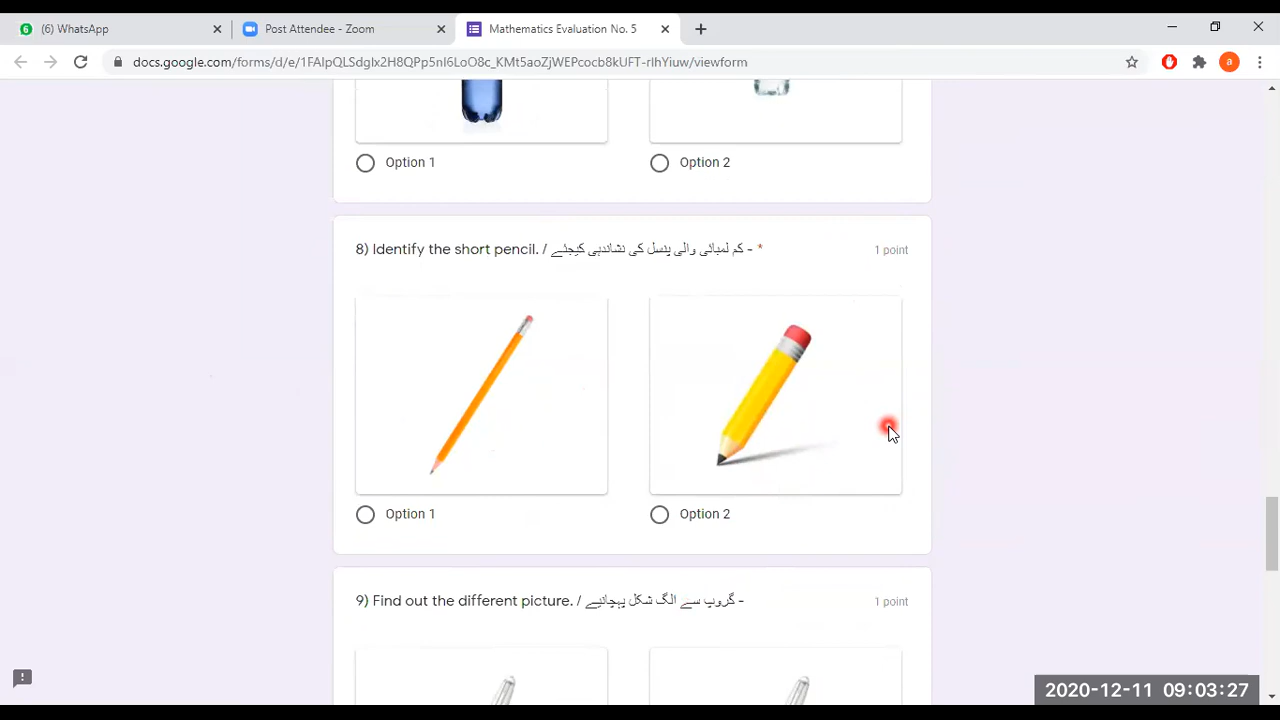 (6) WhatsApp
Post Attendee - Zoom
Mathematics Evaluation No. 5
docs.google.com/forms/d/e/1FAIpQLSdgIx2H8QPp5nI6LoO8c_KMt5aoZjWEPcocb8kUFT-rlhYiuw/viewform
a
Option 1
Option 2
8) Identify the short pencil. / کم لمبائی والی پنسل کی نشاندہی کیجئے - *
1 point
Option 1
Option 2
9) Find out the different picture. / گروپ سے الگ شکل پہچانیے -
1 point
2020-12-11 09:03:27